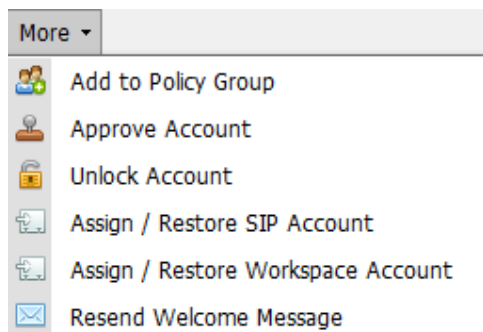 More
Add to Policy Group
Approve Account
Unlock Account
Assign / Restore SIP Account
Assign / Restore Workspace Account
Resend Welcome Message